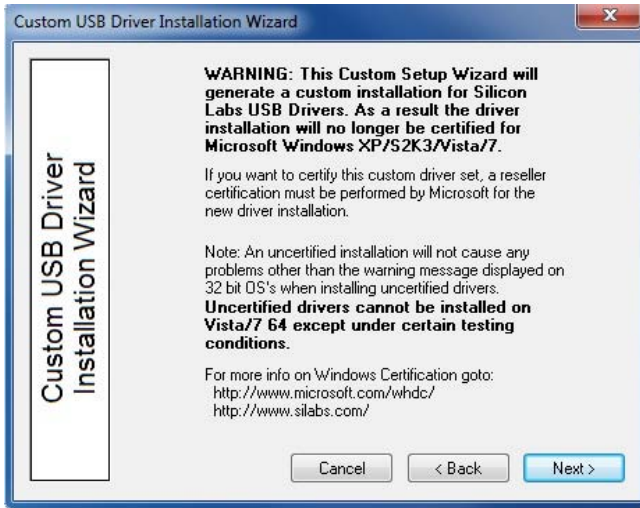 Custom USB Driver Installation Wizard
Custom USB Driver
Installation Wizard
WARNING: This Custom Setup Wizard will
generate a custom installation for Silicon
Labs USB Drivers. As a result the driver
installation will no longer be certified for
Microsoft Windows XP/S2K3/Vista/7.
If you want to certify this custom driver set, a reseller
certification must be performed by Microsoft for the
new driver installation.
Note: An uncertified installation will not cause any
problems other than the warning message displayed on
32 bit OS's when installing uncertified drivers.
Uncertified drivers cannot be installed on
Vista/7 64 except under certain testing
conditions.
For more info on Windows Certification goto:
http://www.microsoft.com/whdc/
http://www.silabs.com/
Cancel
< Back
Next >